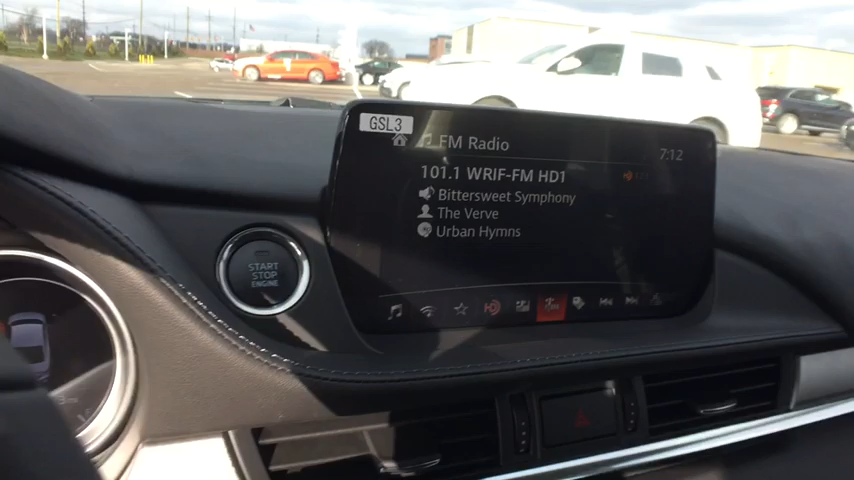 GSL3
FM Radio
7:12
101.1 WRIF-FM HD1
Bittersweet Symphony
The Verve
Urban Hymns
START
STOP
ENGINE